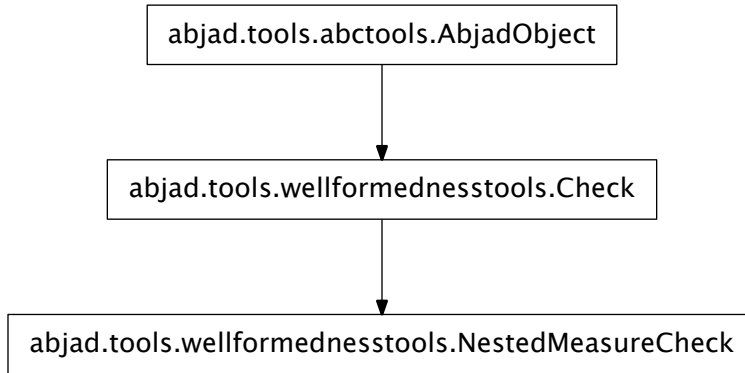 abjad.tools.abctools.AbjadObject
abjad.tools.wellformednesstools.Check
abjad.tools.wellformednesstools.NestedMeasureCheck